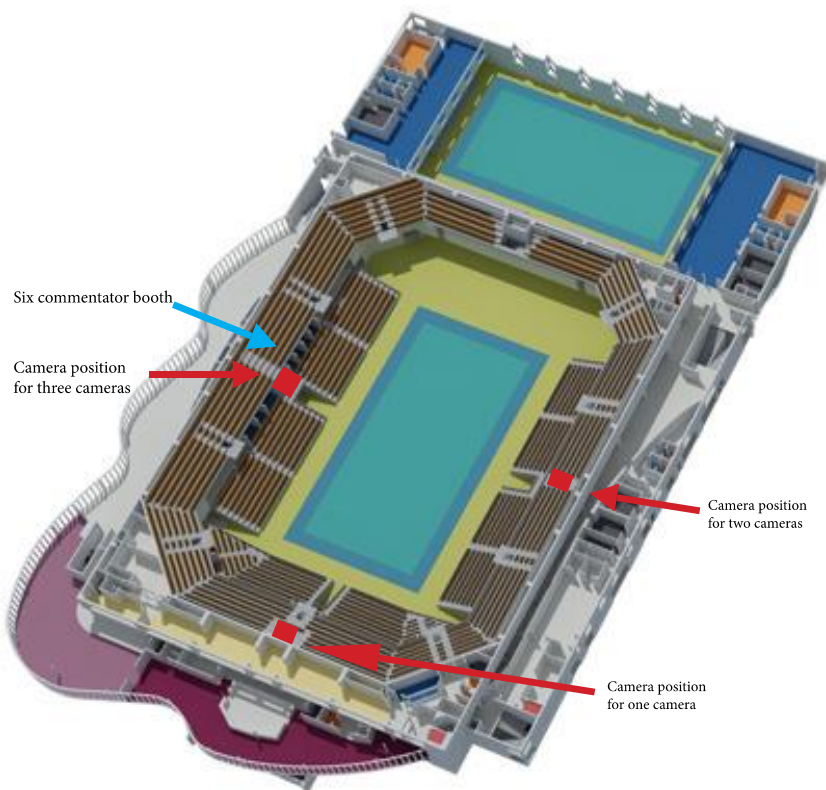 Six commentator booth
Camera position
for three cameras
Camera position
for two cameras
Camera position
for one camera